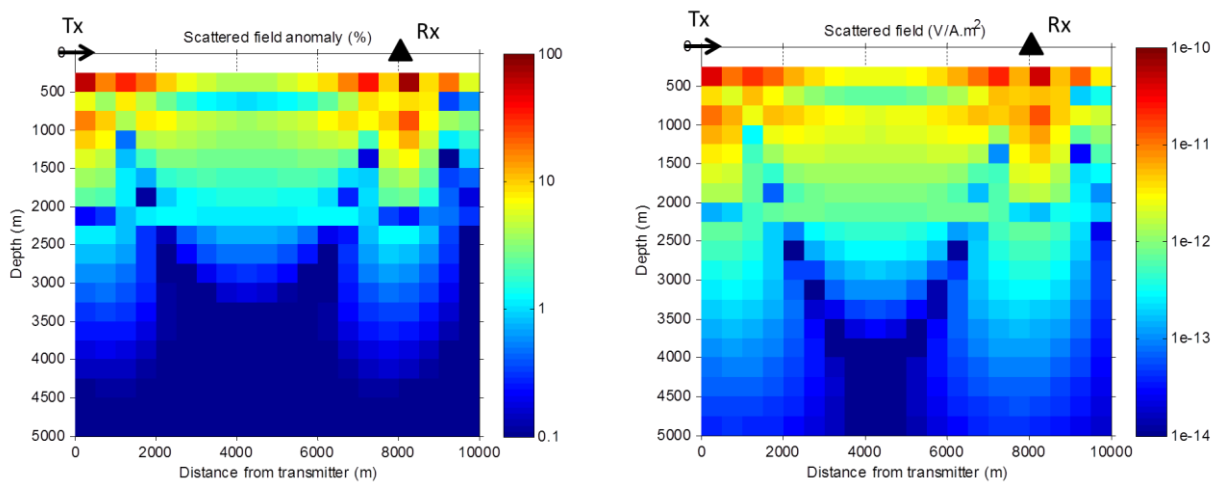 Tx
Rx
Scattered field anomaly (%)
0
500
1000
1500
2000
2500
3000
3500
4000
4500
5000
Depth (m)
0
2000
4000
6000
8000
10000
Distance from transmitter (m)
100
10
1
0.1
Tx
Rx
Scattered field (V/A.m²)
0
500
1000
1500
2000
2500
3000
3500
4000
4500
5000
Depth (m)
0
2000
4000
6000
8000
10000
Distance from transmitter (m)
1e-10
1e-11
1e-12
1e-13
1e-14